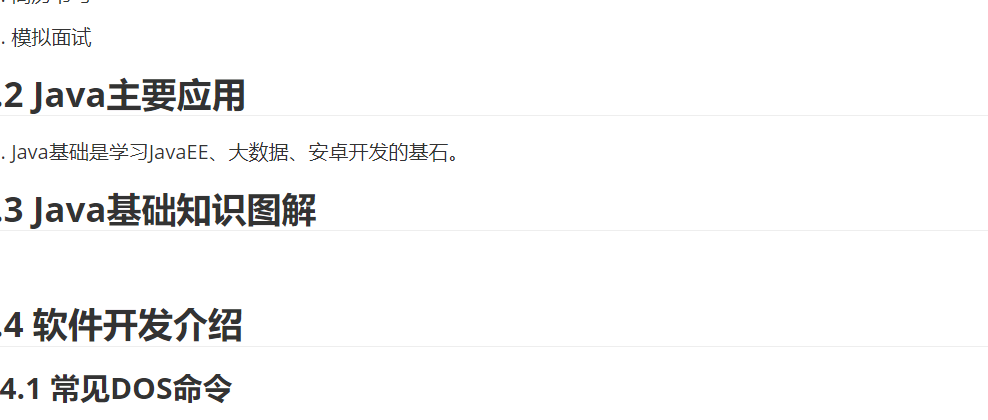 . 模拟面试
.2 Java主要应用
. Java基础是学习JavaEE、大数据、安卓开发的基石。
.3 Java基础知识图解
.4 软件开发介绍
4.1 常见DOS命令